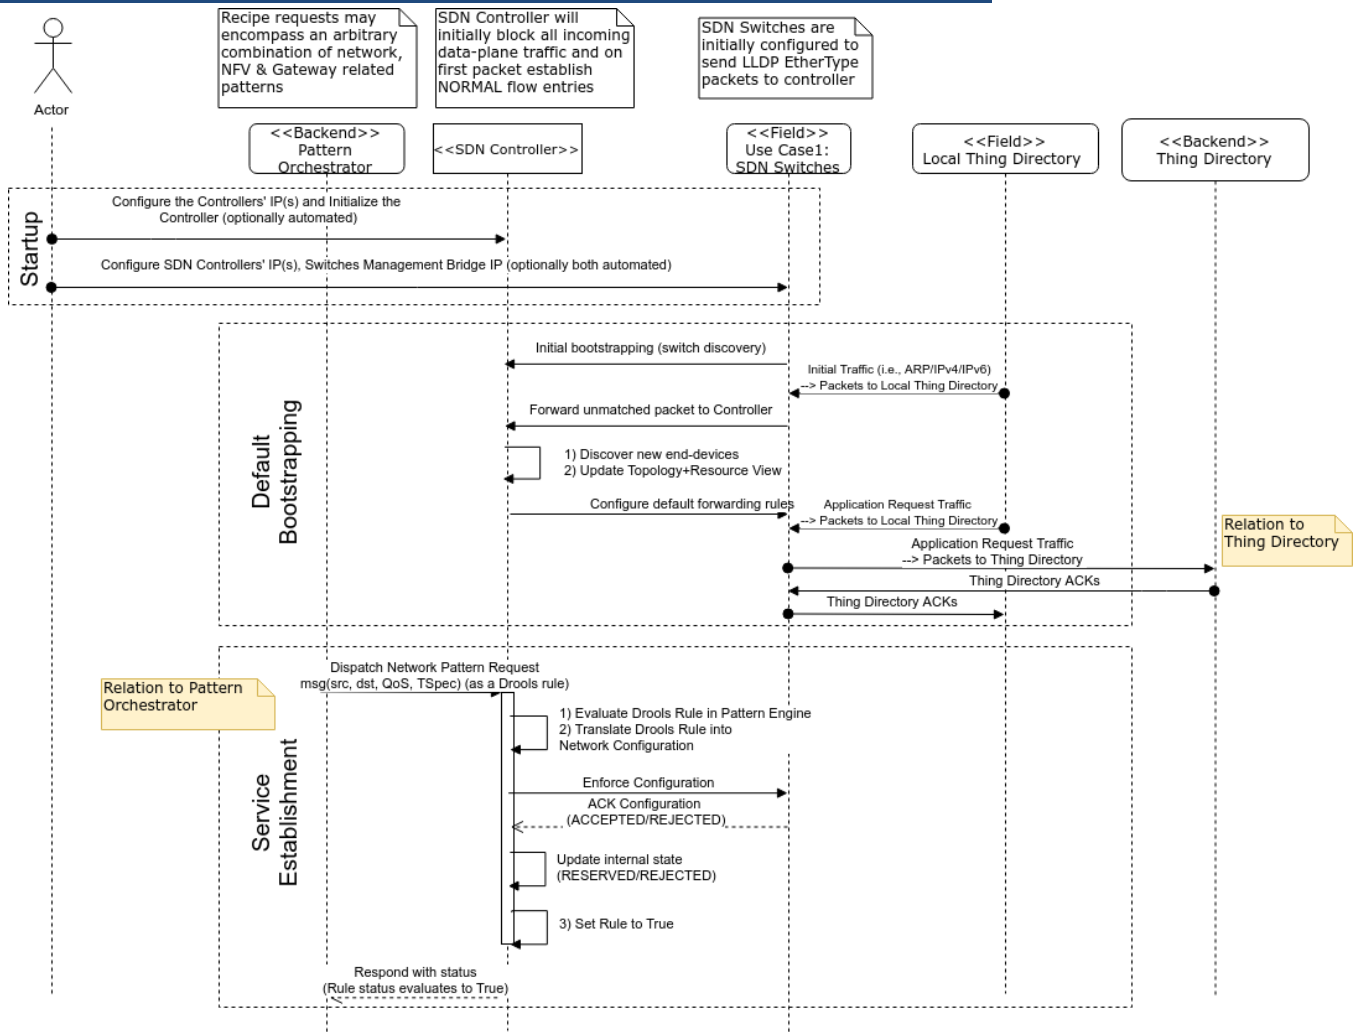 Recipe requests may
encompass an arbitrary
combination of network,
NFV & Gateway related
patterns
SDN Controller will
initially block all incoming
data-plane traffic and on
first packet establish
NORMAL flow entries
SDN Switches are
initially configured to
send LLDP EtherType
packets to controller
Actor
<<Backend>>
Pattern
Orchestrator
<<SDN Controller>>
<<Field>>
Use Case1:
SDN Switches
<<Field>>
Local Thing Directory
<<Backend>>
Thing Directory
Startup
Configure the Controllers' IP(s) and Initialize the
Controller (optionally automated)
Configure SDN Controllers' IP(s), Switches Management Bridge IP (optionally both automated)
Default
Bootstrapping
Initial bootstrapping (switch discovery)
Initial Traffic (i.e., ARP/IPv4/IPv6)
--> Packets to Local Thing Directory
Forward unmatched packet to Controller
1) Discover new end-devices
2) Update Topology+Resource View
Configure default forwarding rules
Application Request Traffic
--> Packets to Local Thing Directory
Relation to
Thing Directory
Application Request Traffic
--> Packets to Thing Directory
Thing Directory ACKs
Thing Directory ACKs
Service
Establishment
Dispatch Network Pattern Request
msg(src, dst, QoS, TSpec) (as a Drools rule)
Relation to Pattern
Orchestrator
1) Evaluate Drools Rule in Pattern Engine
2) Translate Drools Rule into
Network Configuration
Enforce Configuration
ACK Configuration
(ACCEPTED/REJECTED)
Update internal state
(RESERVED/REJECTED)
3) Set Rule to True
Respond with status
(Rule status evaluates to True)